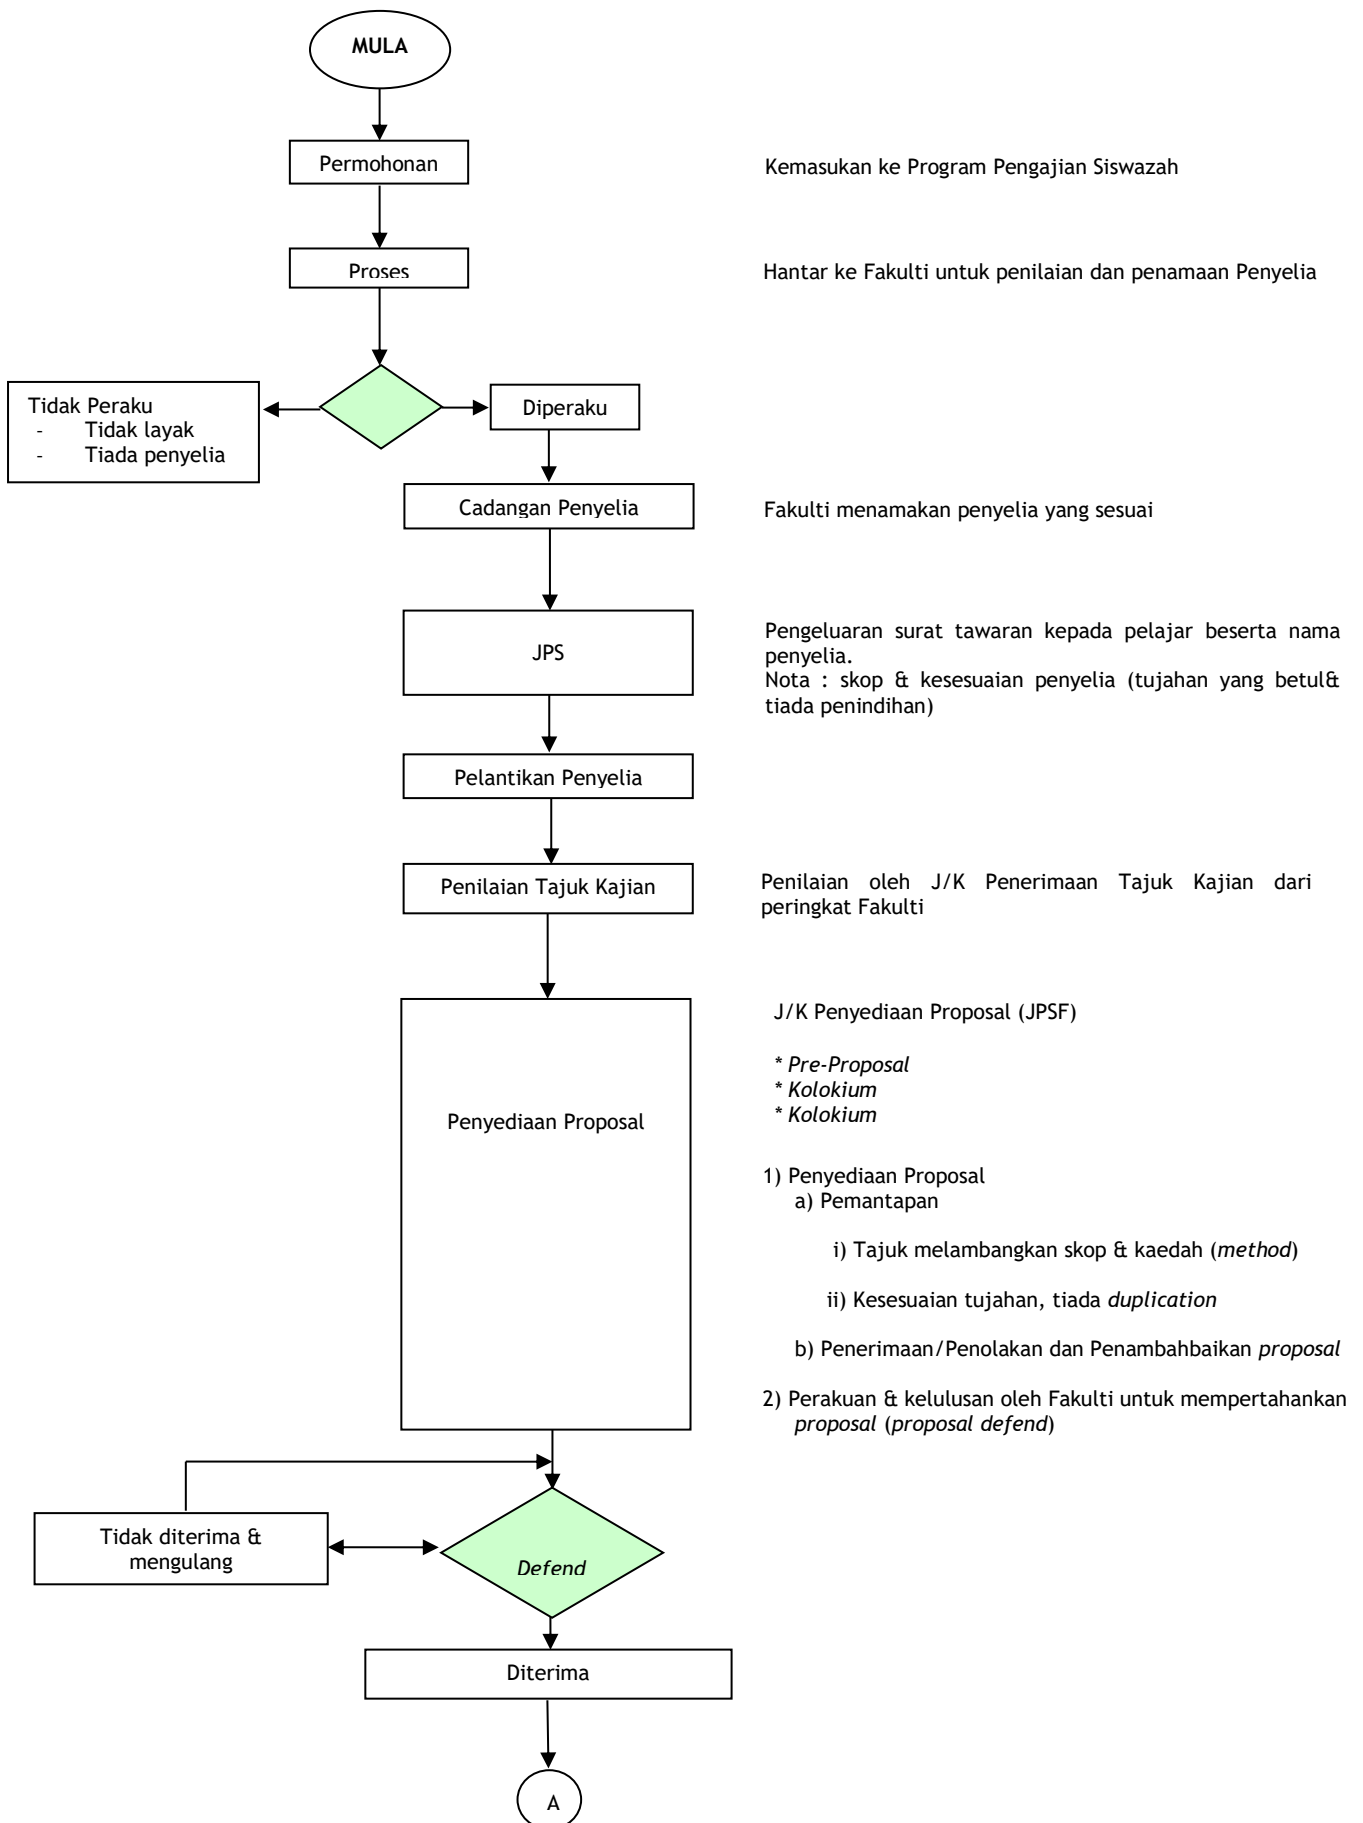 MULA
Permohonan
Kemasukan ke Program Pengajian Siswazah
Proses
Hantar ke Fakulti untuk penilaian dan penamaan Penyelia
Tidak Peraku
- Tidak layak
- Tiada penyelia
Diperaku
Cadangan Penyelia
Fakulti menamakan penyelia yang sesuai
JPS
Pengeluaran surat tawaran kepada pelajar beserta nama
penyelia.
Nota : skop & kesesuaian penyelia (tujahan yang betul&
tiada penindihan)
Pelantikan Penyelia
Penilaian Tajuk Kajian
Penilaian oleh J/K Penerimaan Tajuk Kajian dari
peringkat Fakulti
Penyediaan Proposal
J/K Penyediaan Proposal (JPSF)
* Pre-Proposal
* Kolokium
* Kolokium
1) Penyediaan Proposal
a) Pemantapan
i) Tajuk melambangkan skop & kaedah (method)
ii) Kesesuaian tujahan, tiada duplication
b) Penerimaan/Penolakan dan Penambahbaikan proposal
2) Perakuan & kelulusan oleh Fakulti untuk mempertahankan
proposal (proposal defend)
Tidak diterima &
mengulang
Defend
Diterima
A